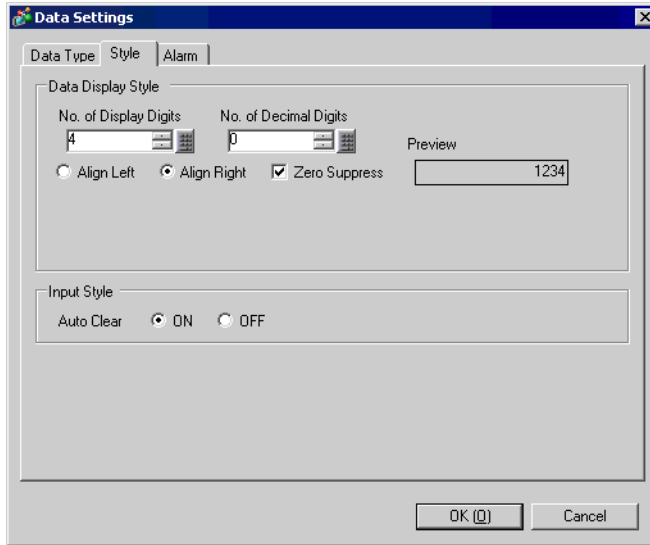 Data Settings
Data Type Style Alarm
Data Display Style
No. of Display Digits No. of Decimal Digits
4 0
Preview
Align Left Align Right Zero Suppress 1234
Input Style
Auto Clear ON OFF
OK (O) Cancel